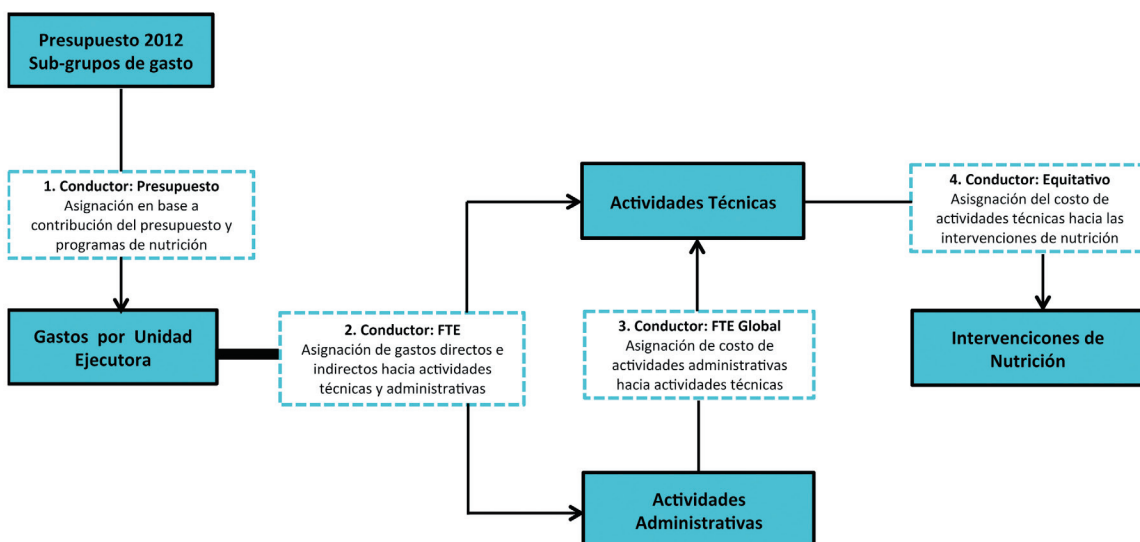 Presupuesto 2012
Sub-grupos de gasto
1. Conductor: Presupuesto
Asignación en base a
contribución del presupuesto y
programas de nutrición
Gastos por Unidad
Ejecutora
2. Conductor: FTE
Asignación de gastos directos e
indirectos hacia actividades
técnicas y administrativas
Actividades Técnicas
3. Conductor: FTE Global
Asignación de costo de
actividades administrativas
hacia actividades técnicas
Actividades
Administrativas
4. Conductor: Equitativo
Asisgnación del costo de
actividades técnicas hacia las
intervenciones de nutrición
Intervencicones de
Nutrición